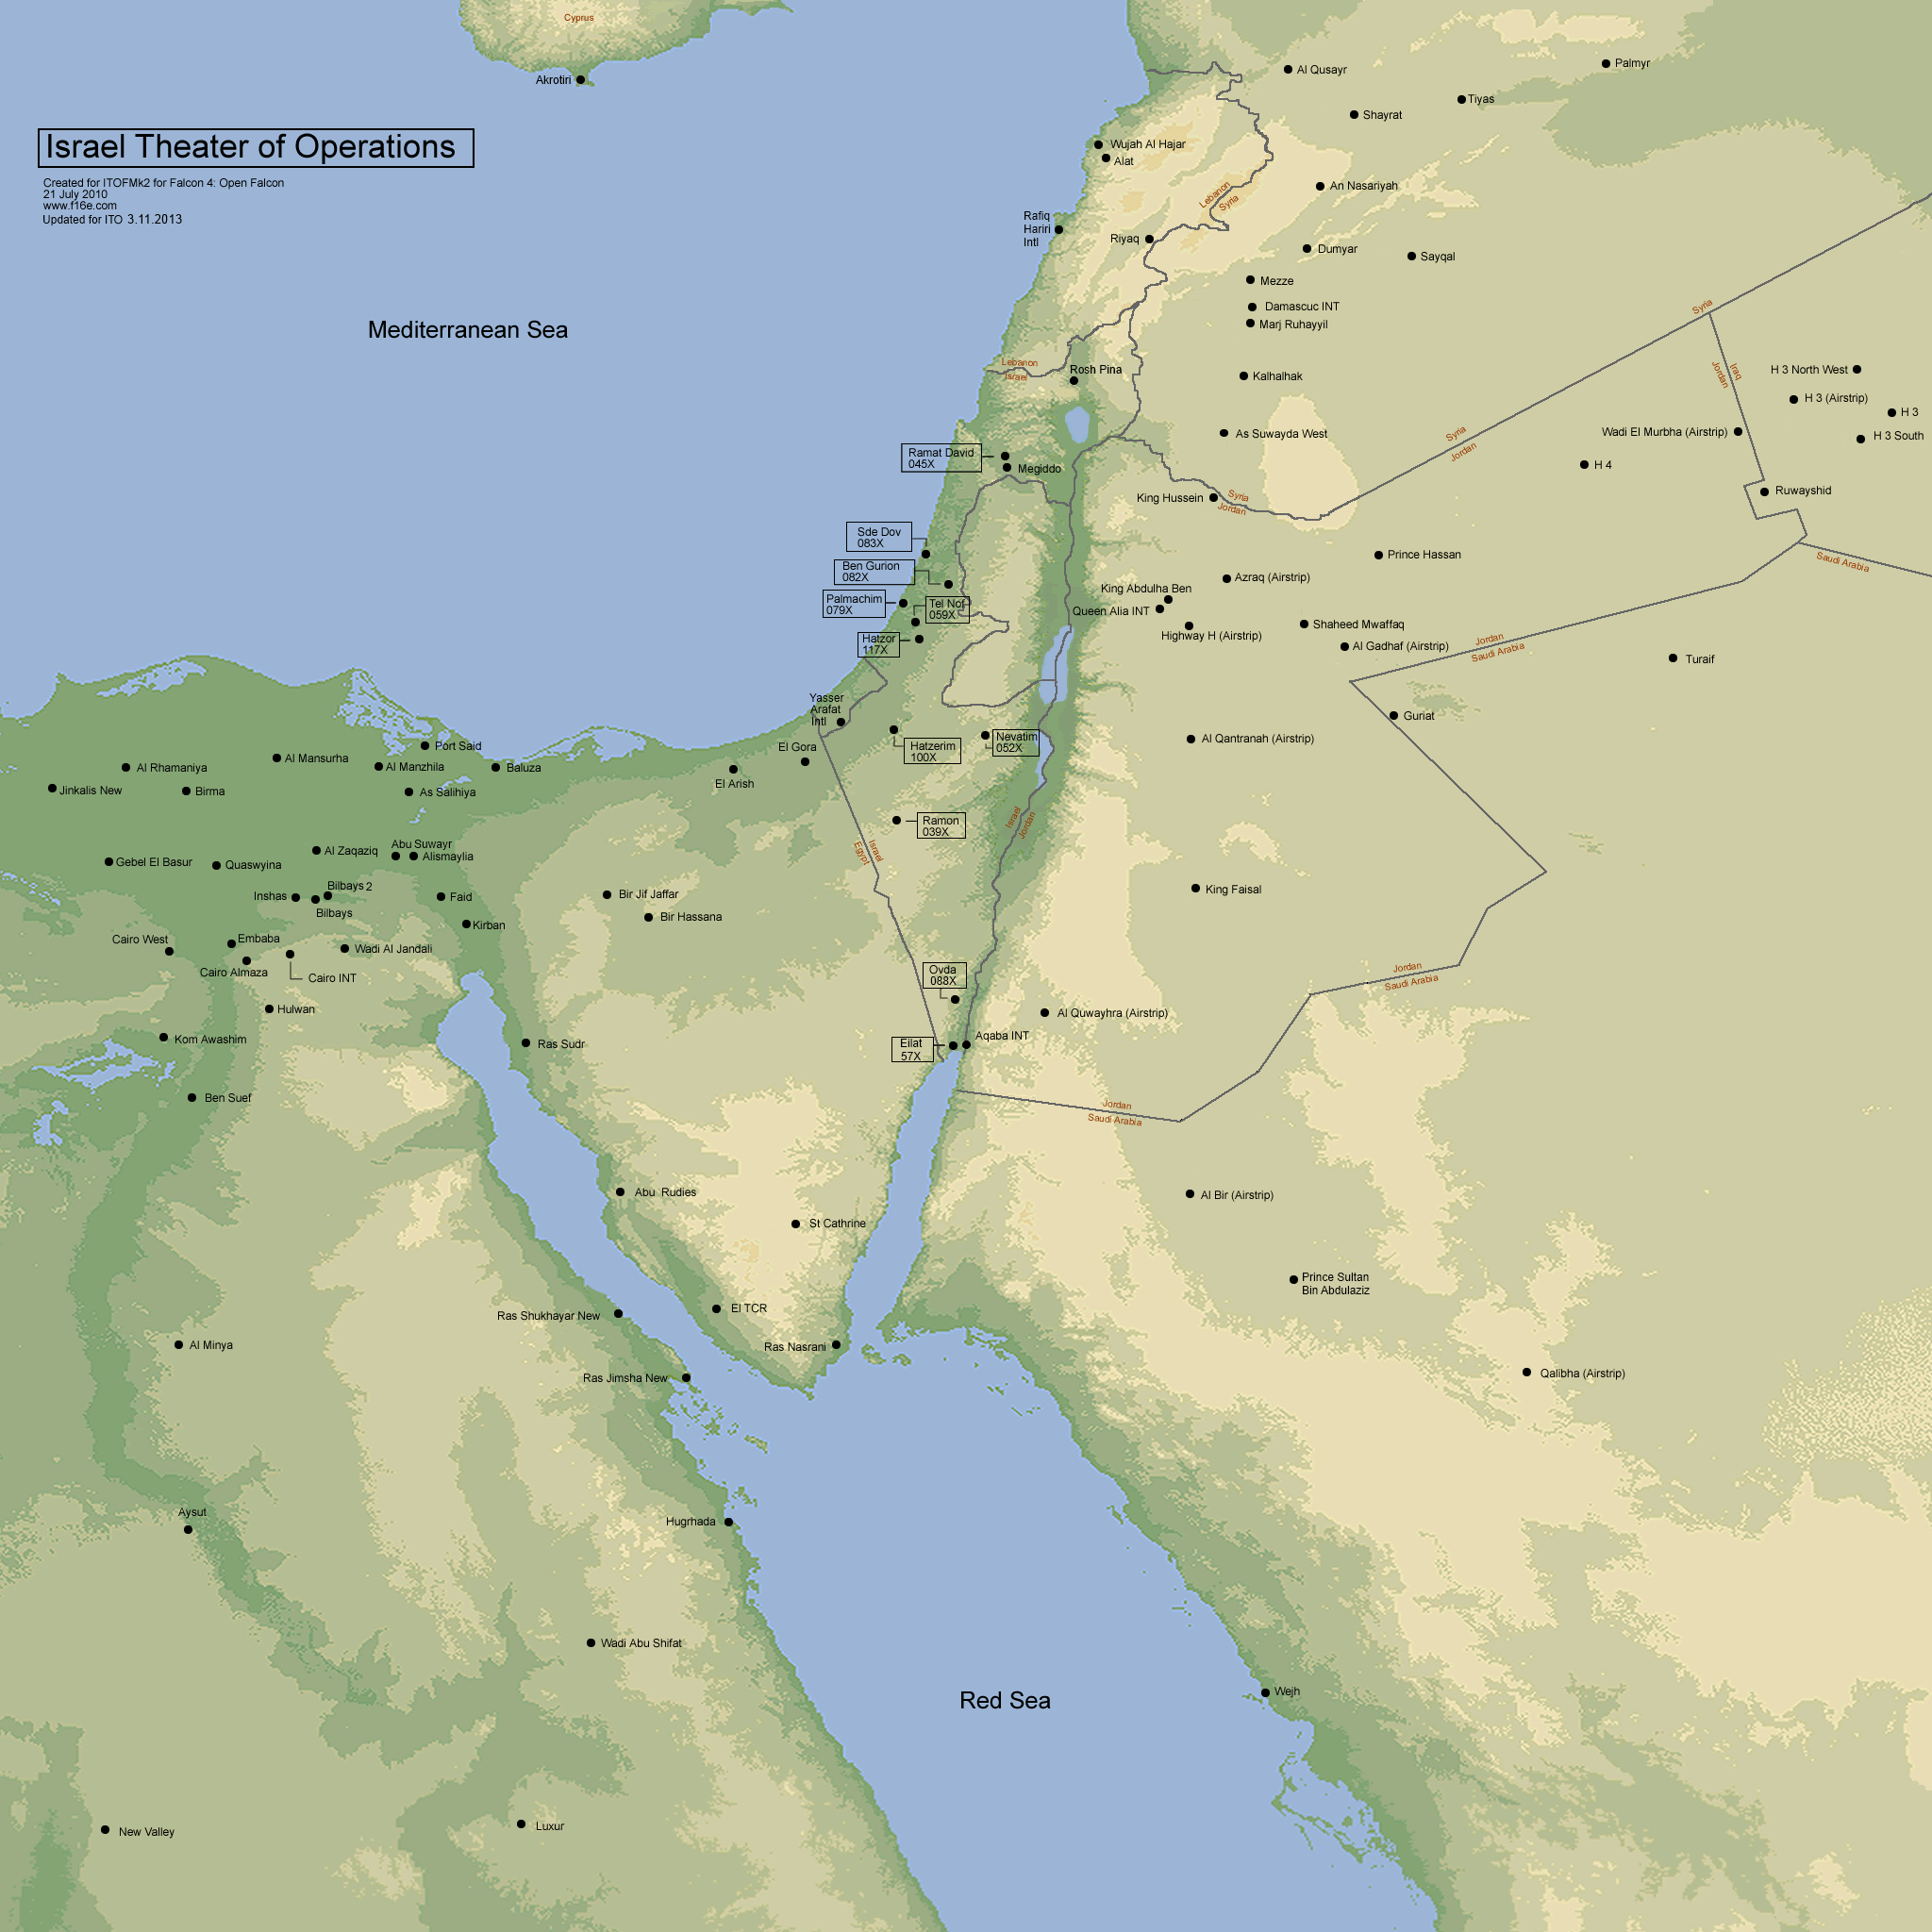 Cyprus
Akrotiri
Israel Theater of Operations
Created for ITOFMk2 for Falcon 4: Open Falcon
21 July 2010
www.f16e.com
Updated for ITO 3.11.2013
Al Qusayr
Palmyr
Tiyas
Shayrat
Wujah Al Hajar
Alat
An Nasariyah
Lebanon
Syria
Rafiq
Hariri
Intl
Riyaq
Dumyar
Sayqal
Mezze
Damascuc INT
Marj Ruhayyil
Mediterranean Sea
Syria
Lebanon
Israel
Rosh Pina
Kalhalhak
Iraq
Jordan
H 3 North West
H 3 (Airstrip)
H 3
H 3 South
Wadi El Murbha (Airstrip)
As Suwayda West
Syria
Jordan
Ramat David
045X
Megiddo
H 4
Ruwayshid
King Hussein
Syria
Jordan
Sde Dov
083X
Prince Hassan
Saudi Arabia
Ben Gurion
082X
Azraq (Airstrip)
King Abdulha Ben
Palmachim
079X
Tel Nof
059X
Queen Alia INT
Highway H (Airstrip)
Shaheed Mwaffaq
Hatzor
117X
Al Gadhaf (Airstrip)
Jordan
Saudi Arabia
Turaif
Yasser
Arafat
Intl
Guriat
Hatzerim
100X
Nevatim
052X
Al Qantranah (Airstrip)
El Gora
El Arish
Port Said
Al Mansurha
Al Manzhila
Baluza
Al Rhamaniya
Jinkalis New
Birma
As Salihiya
Ramon
039X
Israel
Jordan
Israel
Egypt
Abu Suwayr
Al Zaqaziq
Alismaylia
Gebel El Basur
Quaswyina
Bilbays 2
Inshas
Bilbays
Faid
Bir Jif Jaffar
Bir Hassana
King Faisal
Kirban
Cairo West
Embaba
Wadi Al Jandali
Cairo Almaza
Cairo INT
Ovda
088X
Jordan
Saudi Arabia
Hulwan
Al Quwayhra (Airstrip)
Kom Awashim
Ras Sudr
Eilat
57X
Aqaba INT
Ben Suef
Jordan
Saudi Arabia
Abu Rudies
Al Bir (Airstrip)
St Cathrine
Prince Sultan
Bin Abdulaziz
El TCR
Ras Shukhayar New
Al Minya
Ras Nasrani
Ras Jimsha New
Qalibha (Airstrip)
Aysut
Hugrhada
Wadi Abu Shifat
Red Sea
Wejh
New Valley
Luxur